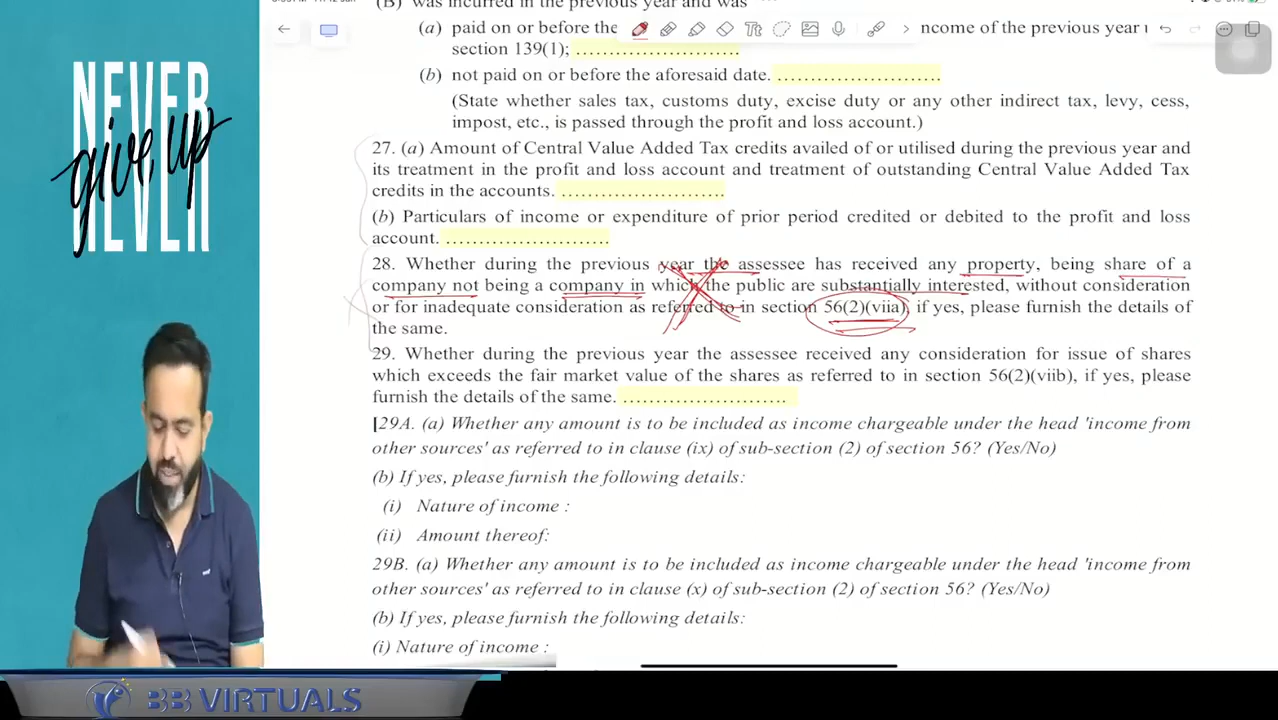 (B) was incurred in the previous year and was
(a) paid on or before the ncome of the previous year
section 139(1); ........................
(b) not paid on or before the aforesaid date. ........................
(State whether sales tax, customs duty, excise duty or any other indirect tax, levy, cess,
impost, etc., is passed through the profit and loss account.)
27. (a) Amount of Central Value Added Tax credits availed of or utilised during the previous year and
its treatment in the profit and loss account and treatment of outstanding Central Value Added Tax
credits in the accounts. ........................
(b) Particulars of income or expenditure of prior period credited or debited to the profit and loss
account. ........................
28. Whether during the previous year the assessee has received any property, being share of a
company not being a company in which the public are substantially interested, without consideration
or for inadequate consideration as referred to in section 56(2)(viia), if yes, please furnish the details of
the same.
29. Whether during the previous year the assessee received any consideration for issue of shares
which exceeds the fair market value of the shares as referred to in section 56(2)(viib), if yes, please
furnish the details of the same. ........................
[29A. (a) Whether any amount is to be included as income chargeable under the head 'income from
other sources' as referred to in clause (ix) of sub-section (2) of section 56? (Yes/No)
(b) If yes, please furnish the following details:
(i) Nature of income :
(ii) Amount thereof:
29B. (a) Whether any amount is to be included as income chargeable under the head 'income from
other sources' as referred to in clause (x) of sub-section (2) of section 56? (Yes/No)
(b) If yes, please furnish the following details:
(i) Nature of income :
NEVER
give up
NEVER
BB VIRTUALS